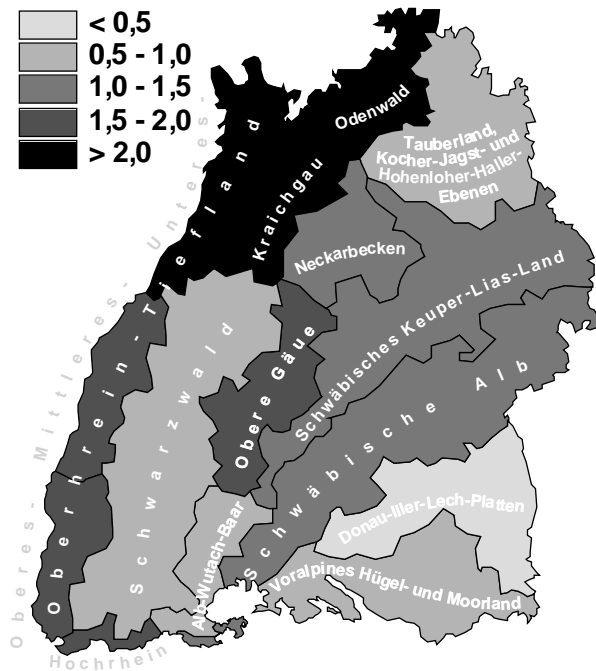 < 0,5
0,5 - 1,0
1,0 - 1,5
1,5 - 2,0
> 2,0
Odenwald
Tauberland,
Kocher-Jagst- und
Hohenloher-Haller-
Ebenen
Kraichgau
Neckarbecken
Oberes- Mittleres- Unteres-
Oberrhein-Tiefland
Schwarzwald
Obere Gäue
Schwäbisches Keuper-Lias-Land
Schwäbische Alb
Donau-Iller-Lech-Platten
Alb-Wutach-Baar
Voralpines Hügel- und Moorland
Hochrhein